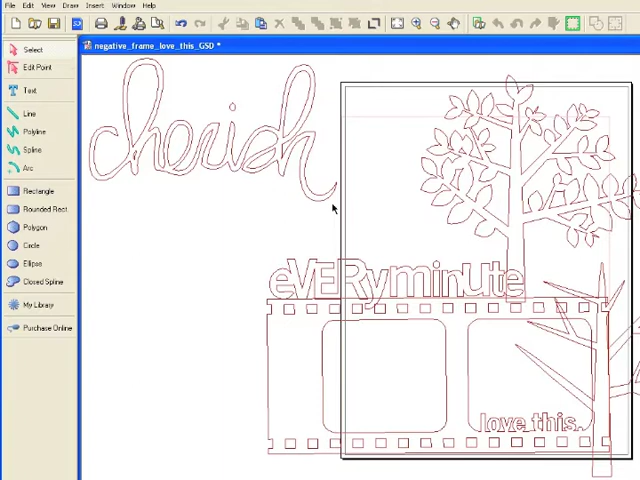 File Edit View Draw Insert Window Help
negative_frame_love_this_GSD *
Select
Edit Point
Text
Line
Polyline
Spline
Arc
Rectangle
Rounded Rect
Polygon
Circle
Ellipse
Closed Spline
My Library
Purchase Online
cherish
eVERyminUte
love this.